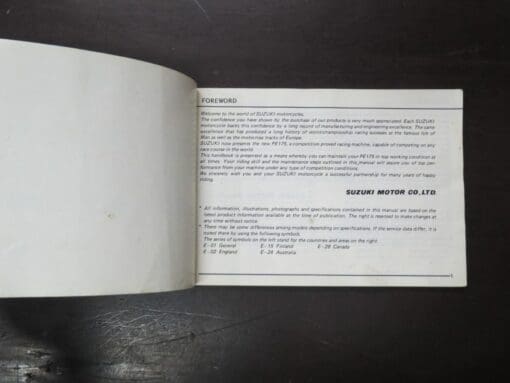 FOREWORD
Welcome to the world of SUZUKI motorcycles.
The confidence you have shown by the purchase of our products is very much appreciated. Each SUZUKI
motorcycle backs this confidence by a long record of manufacturing and engineering excellence. The same
excellence that has produced a long history of worldchampionship racing success at the famous Isle of
Man as well as the motocross tracks of Europe.
SUZUKI now presents the new PE175, a competition proved racing machine, capable of competing on any
race course in the world.
This handbook is prepared as a means whereby you can maintain your PE175 in top working condition at
all times. Your riding skill and the maintenance steps outlined in this manual will assure you of top per-
formance from your machine under any type of race conditions.
Be sincerely wish you and your SUZUKI motorcycle a successful partnership for many years of happy
riding.
SUZUKI MOTOR CO., LTD.
* All information, illustrations, photographs and specifications contained in this manual are based on the
latest product information available at the time of publication. The right is reserved to make changes at
any time without notice.
* There may be some differences among models depending on specifications. If the service data differ, it is
noted there by using the following symbols.
The series of symbols on the left stand for the countries and areas on the right.
E-01 General E-15 Finland E-28 Canada
E-02 England E-24 Australia